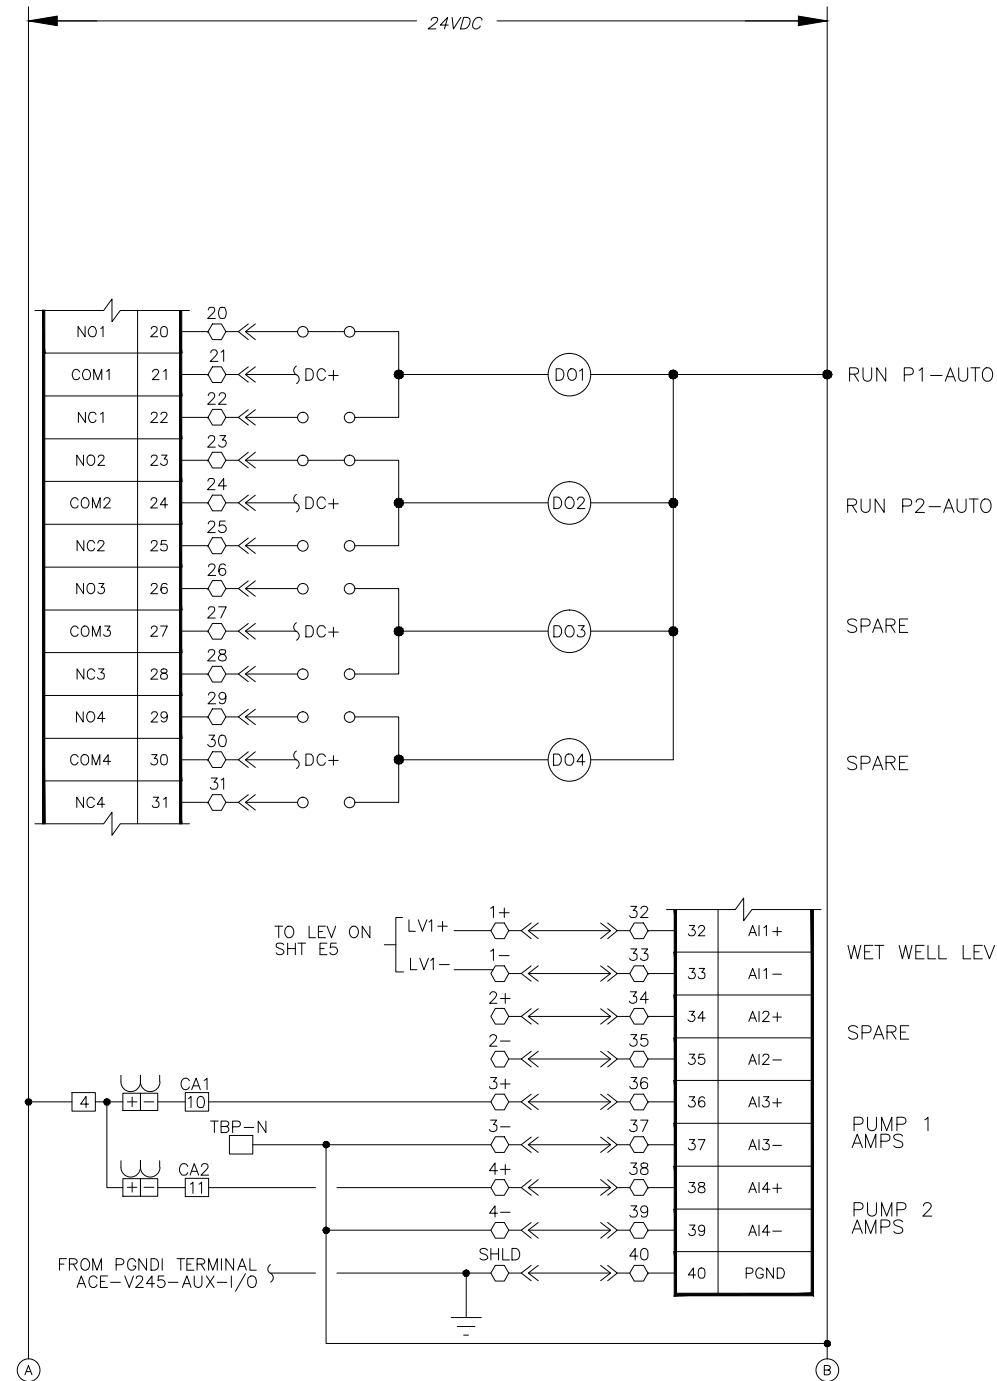 24VDC
20
NO1 20
21
COM1 21 DC+ DO1 RUN P1-AUTO
22
NC1 22
23
NO2 23
24
COM2 24 DC+ DO2 RUN P2-AUTO
25
NC2 25
26
NO3 26
27
COM3 27 DC+ DO3 SPARE
28
NC3 28
29
NO4 29
30
COM4 30 DC+ DO4 SPARE
31
NC4 31
TO LEV ON
SHT E5
LV1+ 1+ 32 32 AI1+
LV1- 1- 33 33 AI1-
WET WELL LEV
2+ 34 34 AI2+
SPARE
2- 35 35 AI2-
4 +- CA1 10 3+ 36 36 AI3+
PUMP 1
AMPS
TBP-N 3- 37 37 AI3-
+- CA2 11 4+ 38 38 AI4+
PUMP 2
AMPS
4- 39 39 AI4-
FROM PGNDI TERMINAL
ACE-V245-AUX-I/O
SHLD 40 40 PGND
A B